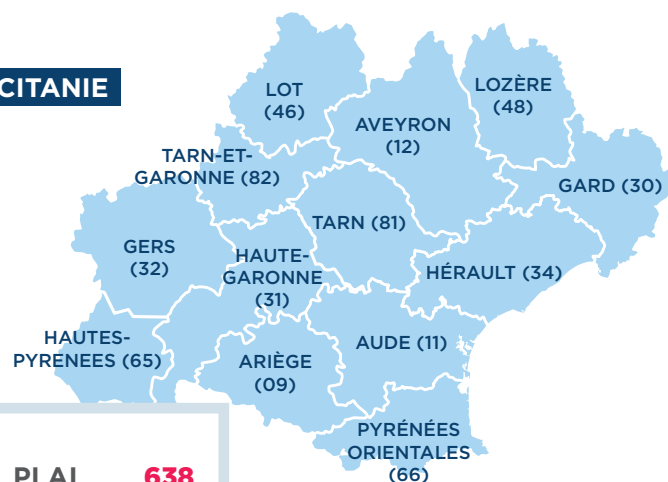 CITANIE
LOT
(46)
LOZÈRE
(48)
AVEYRON
(12)
TARN-ET-
GARONNE (82)
GARD (30)
TARN (81)
GERS
(32)
HAUTE-
GARONNE
(31)
HÉRAULT (34)
HAUTES-
PYRENEES (65)
AUDE (11)
ARIÈGE
(09)
PYRÉNÉES
ORIENTALES
(66)
PLAI 638